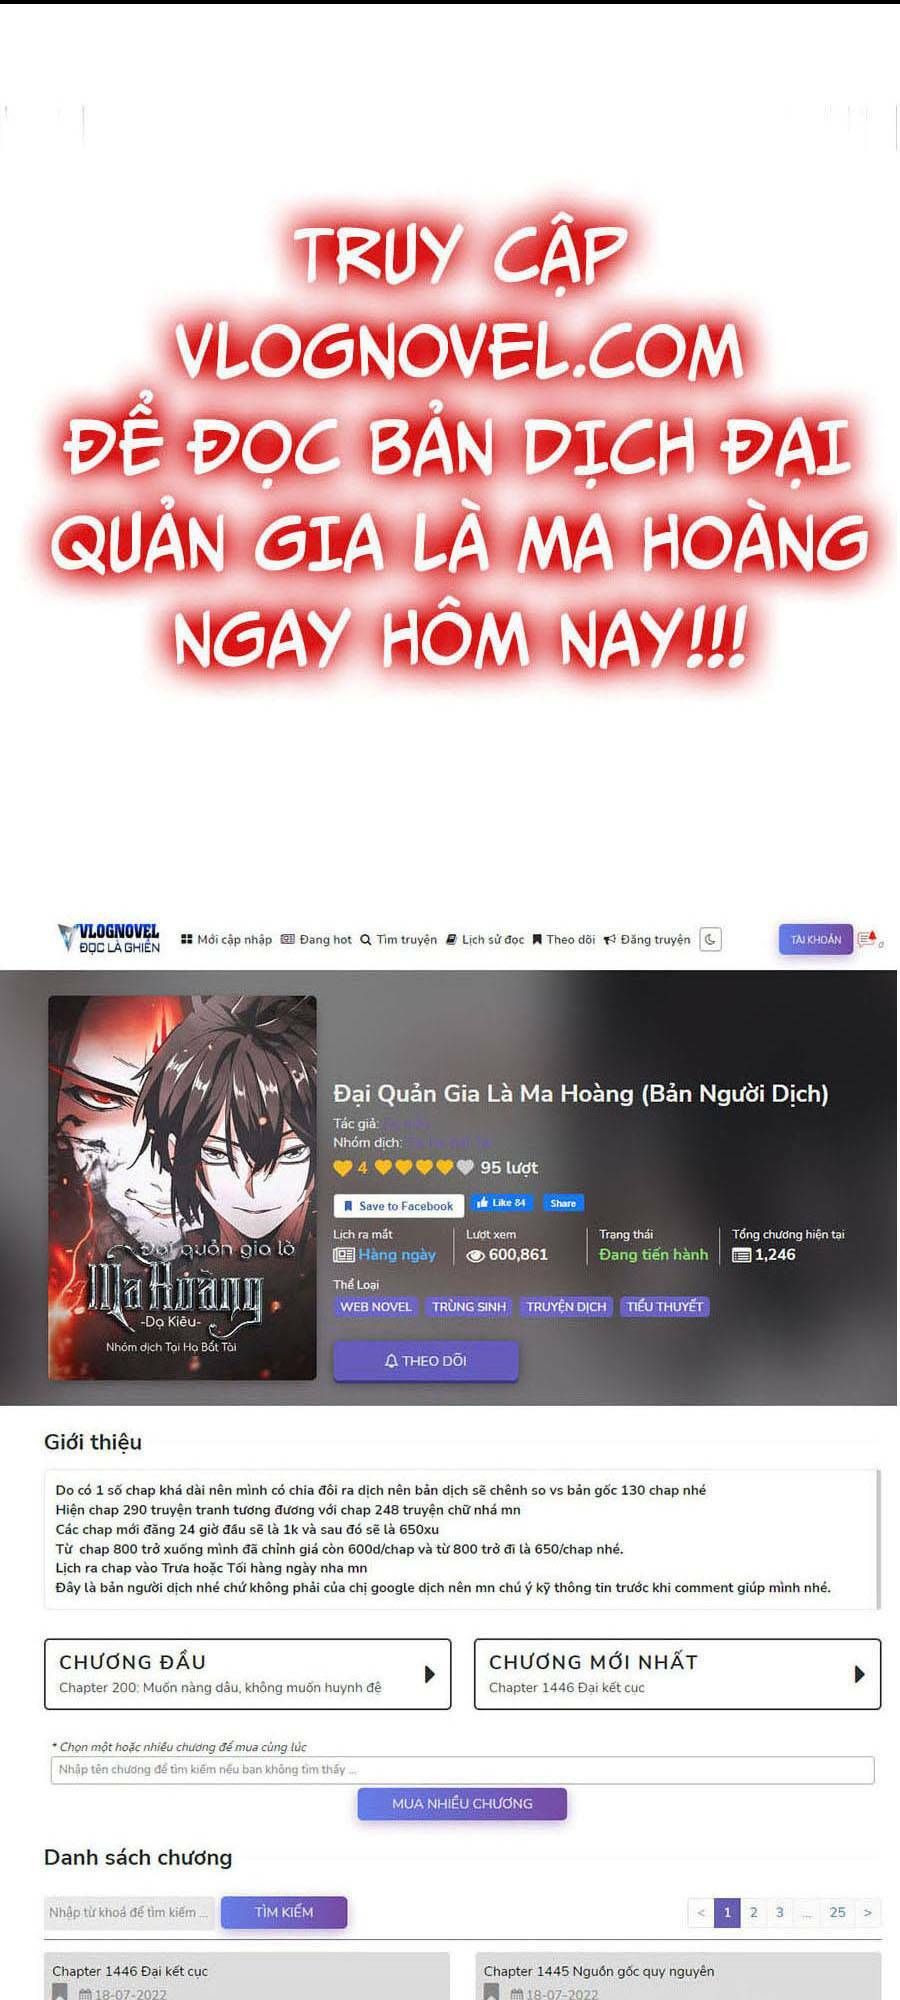 TRUY CẬP
VLOGNOVEL.COM
ĐỂ ĐỌC BẢN DỊCH ĐẠI
QUẢN GIA LÀ MA HOÀNG
NGAY HÔM NAY!!!
VLOGNOVEL
ĐỌC LÀ GHIỀN
Mới cập nhập Đang hot Tìm truyện Lịch sử đọc Theo dõi Đăng truyện
TÀI KHOẢN
0
Đại quản gia là
Ma Hoàng
-Dạ Kiêu-
Nhóm dịch Tại Hạ Bất Tài
Đại Quản Gia Là Ma Hoàng (Bản Người Dịch)
Tác giả:
Nhóm dịch:
4 95 lượt
Save to Facebook Like 84 Share
Lịch ra mắt Lượt xem Trạng thái Tổng chương hiện tại
Hàng ngày 600,861 Đang tiến hành 1,246
Thể Loại
WEB NOVEL TRÙNG SINH TRUYỆN DỊCH TIỂU THUYẾT
THEO DÕI
Giới thiệu
Do có 1 số chap khá dài nên mình có chia đôi ra dịch nên bản dịch sẽ chênh so vs bản gốc 130 chap nhé
Hiện chap 290 truyện tranh tương đương với chap 248 truyện chữ nhá mn
Các chap mới đăng 24 giờ đầu sẽ là 1k và sau đó sẽ là 650xu
Từ chap 800 trở xuống mình đã chỉnh giá còn 600đ/chap và từ 800 trở đi là 650/chap nhé.
Lịch ra chap vào Trưa hoặc Tối hàng ngày nha mn
Đây là bản người dịch nhé chứ không phải của chị google dịch nên mn chú ý kỹ thông tin trước khi comment giúp mình nhé.
CHƯƠNG ĐẦU
Chapter 200: Muốn nàng dâu, không muốn huynh đệ
CHƯƠNG MỚI NHẤT
Chapter 1446 Đại kết cục
* Chọn một hoặc nhiều chương để mua cùng lúc
Nhập tên chương để tìm kiếm nếu bạn không tìm thấy ...
MUA NHIỀU CHƯƠNG
Danh sách chương
Nhập từ khoá để tìm kiếm ... TÌM KIẾM < 1 2 3 ... 25 >
Chapter 1446 Đại kết cục
18-07-2022
Chapter 1445 Nguồn gốc quy nguyên
18-07-2022